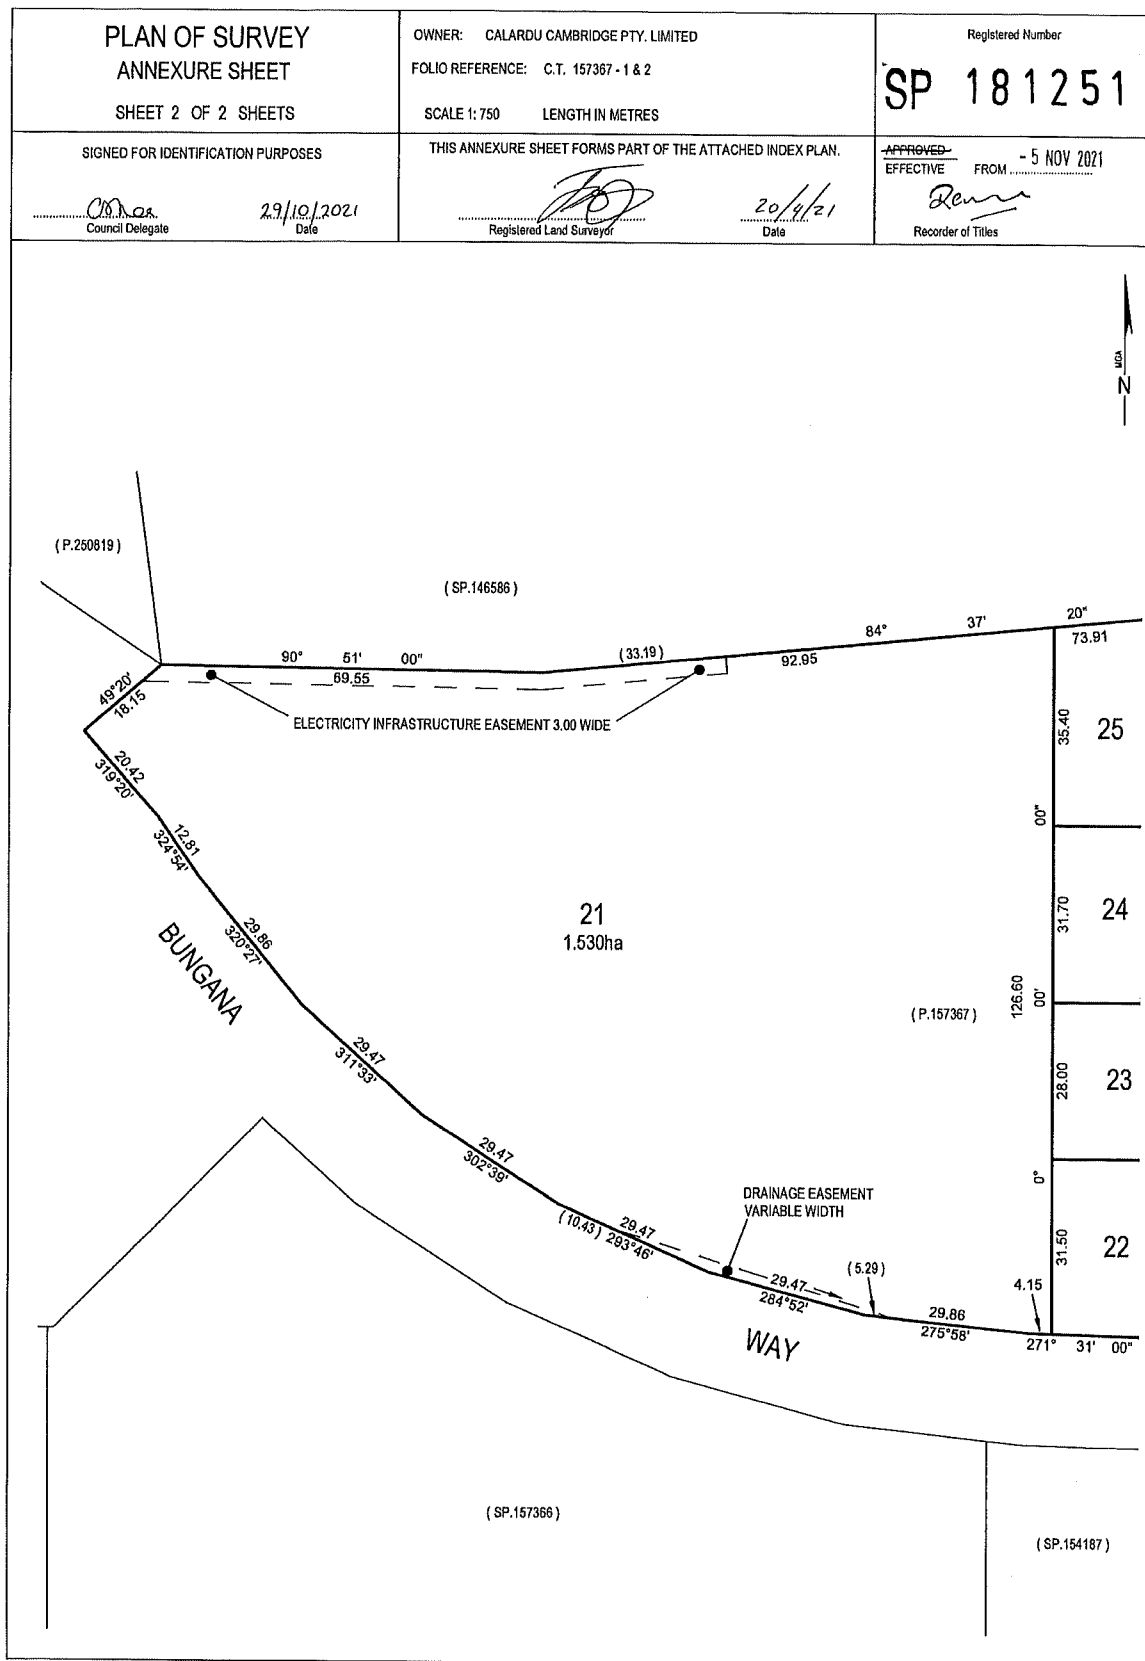 PLAN OF SURVEY
ANNEXURE SHEET
SHEET 2 OF 2 SHEETS
OWNER: CALARDU CAMBRIDGE PTY. LIMITED
FOLIO REFERENCE: C.T. 157367 - 1 & 2
SCALE 1: 750 LENGTH IN METRES
Registered Number
SP 181251
SIGNED FOR IDENTIFICATION PURPOSES
29/10/2021
Council Delegate Date
THIS ANNEXURE SHEET FORMS PART OF THE ATTACHED INDEX PLAN.
20/4/21
Registered Land Surveyor Date
APPROVED
EFFECTIVE FROM - 5 NOV 2021
Recorder of Titles
MGA
N
( P.250819 )
( SP.146586 )
90° 51' 00"
69.55
( 33.19 )
84° 37' 20"
92.95
73.91
49°20'
18.15
ELECTRICITY INFRASTRUCTURE EASEMENT 3.00 WIDE
35.40
25
20.42
319°20'
12.81
324°54'
00"
29.86
320°27'
21
1.530ha
31.70
24
BUNGANA
( P.157367 )
126.60
00'
29.47
311°33'
28.00
23
29.47
302°39'
0°
DRAINAGE EASEMENT
VARIABLE WIDTH
( 10.43 )
29.47
293°46'
31.50
22
29.47
284°52'
( 5.29 )
4.15
29.86
275°58'
271° 31' 00"
WAY
( SP.157366 )
( SP.154187 )